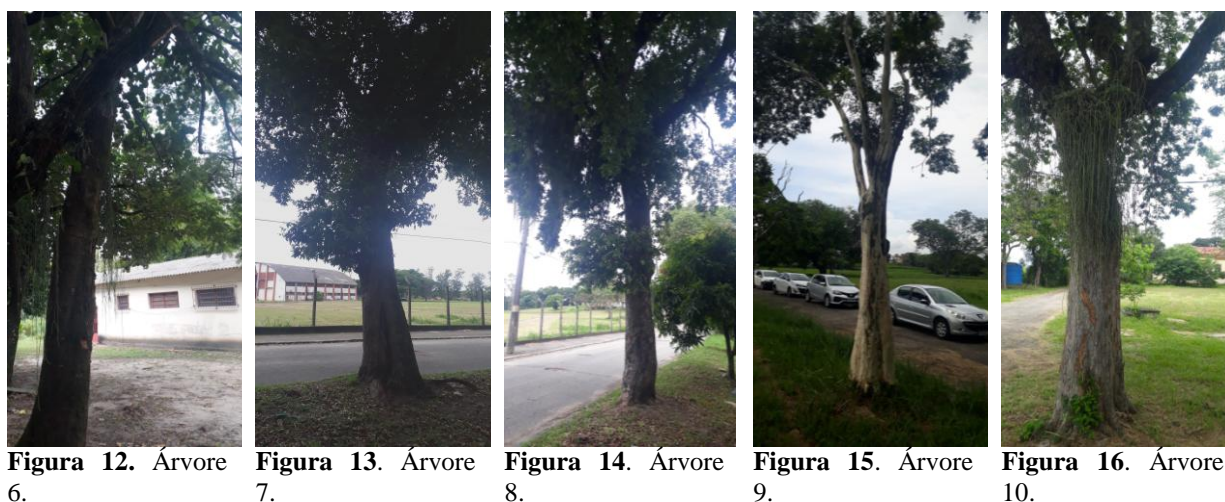 Figura 12. Árvore
6.
Figura 13. Árvore
7.
Figura 14. Árvore
8.
Figura 15. Árvore
9.
Figura 16. Árvore
10.